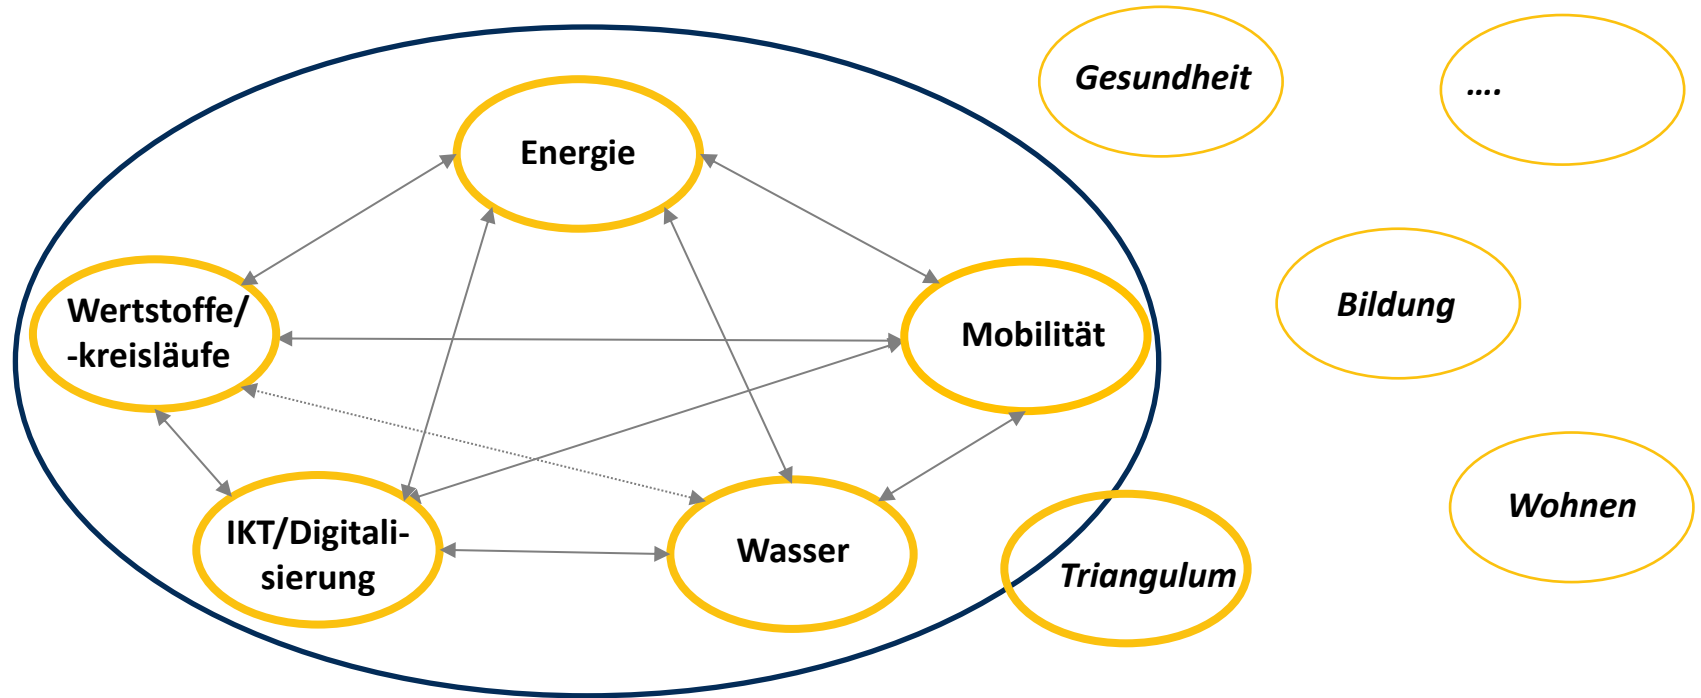 Gesundheit
....
Energie
Bildung
Wertstoffe/
-kreisläufe
Mobilität
Wohnen
IKT/Digitali-
sierung
Wasser
Triangulum